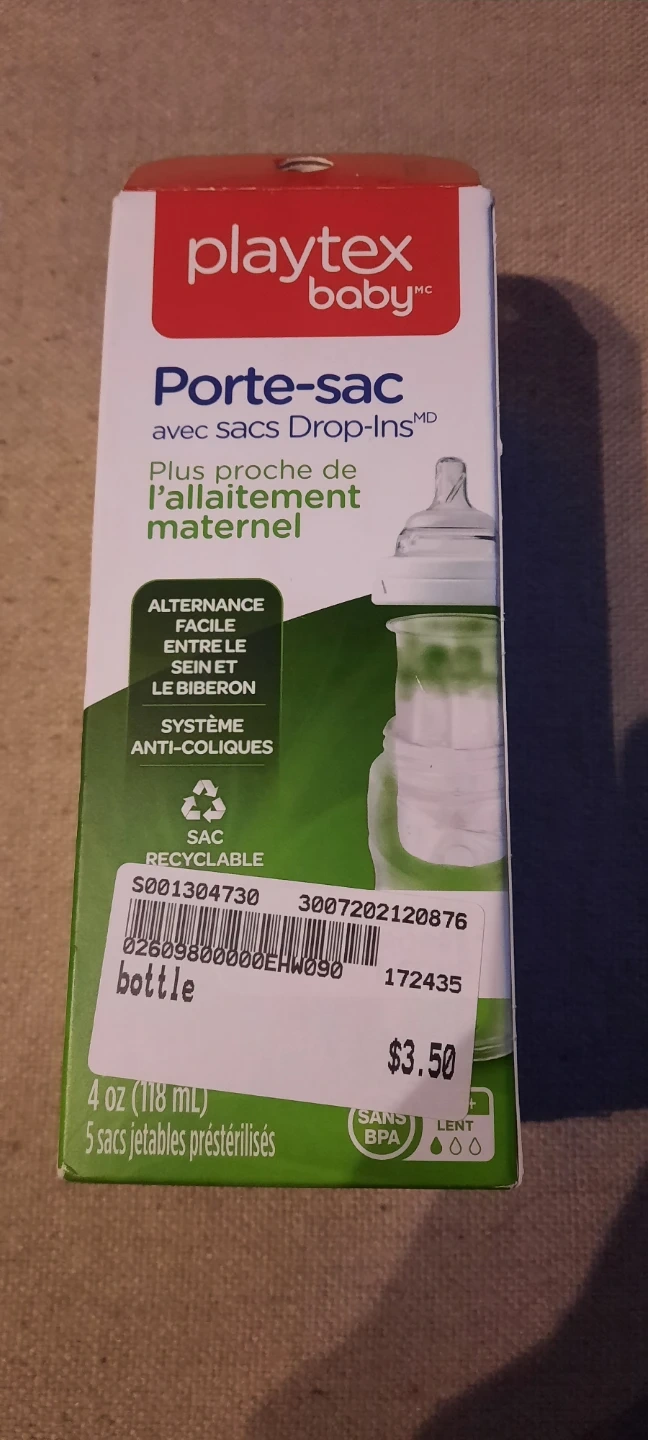 playtex
baby MC
Porte-sac
avec sacs Drop-Ins MD
Plus proche de
l'allaitement
maternel
ALTERNANCE
FACILE
ENTRE LE
SEIN ET
LE BIBERON
SYSTÈME
ANTI-COLIQUES
SAC
RECYCLABLE
S001304730 3007202120876
02609800000EHW090 172435
bottle
$3.50
4 oz (118 mL)
5 sacs jetables préstérilisés
SANS
BPA
+
LENT